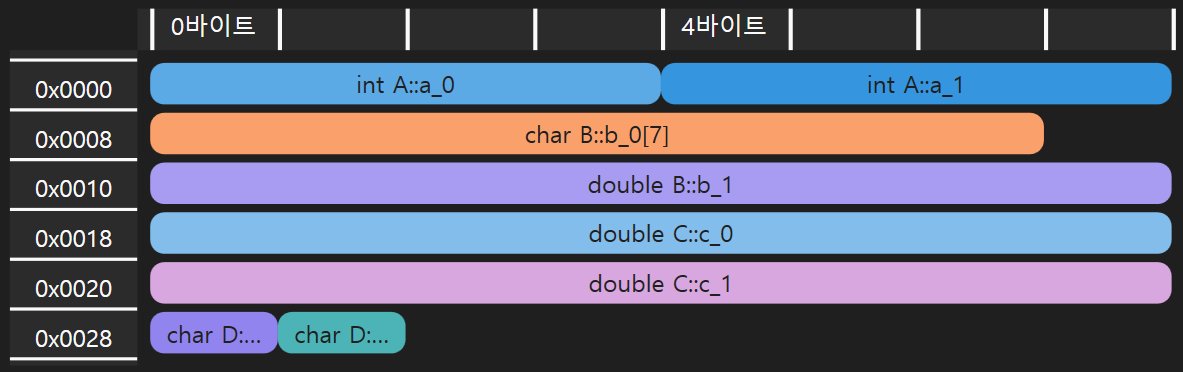 0바이트 4바이트
0x0000 int A::a_0 int A::a_1
0x0008 char B::b_0[7]
0x0010 double B::b_1
0x0018 double C::c_0
0x0020 double C::c_1
0x0028 char D:... char D:...